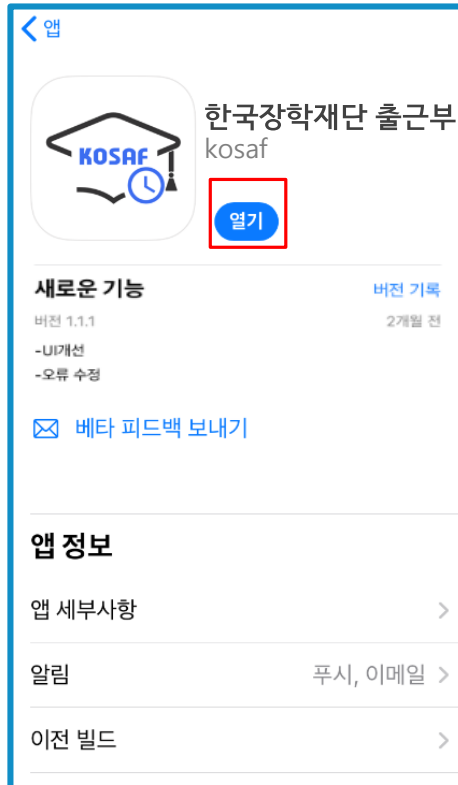 앱
한국장학재단 출근부
KOSAF
kosaf
열기
새로운 기능
버전 기록
버전 1.1.1
2개월 전
-UI개선
-오류 수정
베타 피드백 보내기
앱 정보
앱 세부사항
알림
푸시, 이메일
이전 빌드